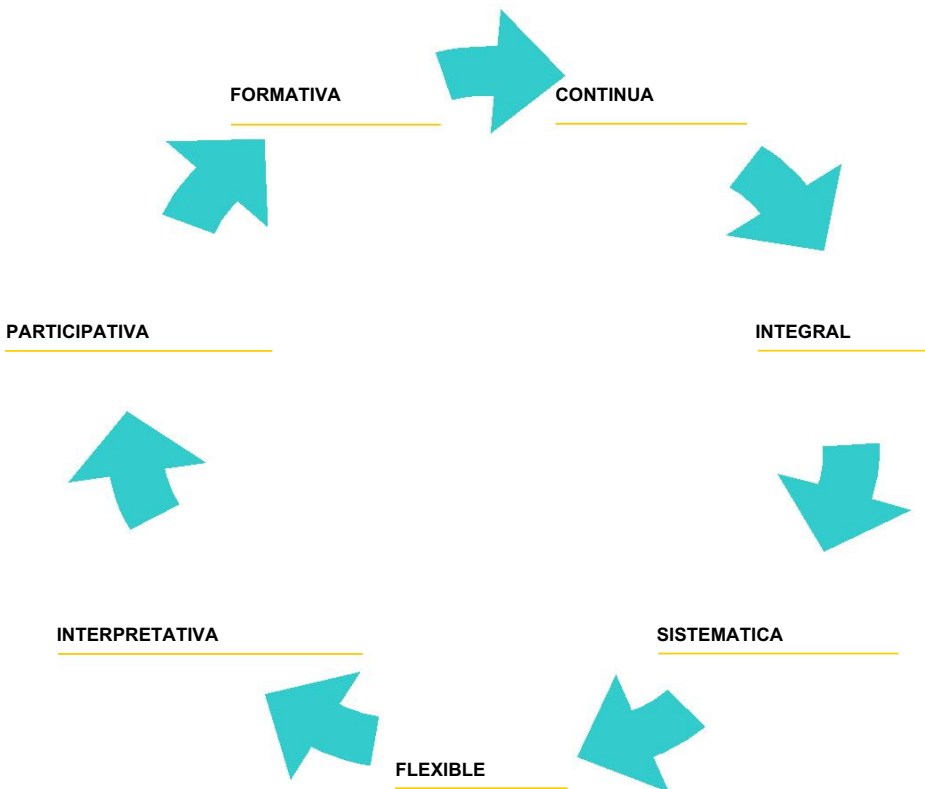 FORMATIVA
CONTINUA
PARTICIPATIVA
INTEGRAL
INTERPRETATIVA
SISTEMATICA
FLEXIBLE